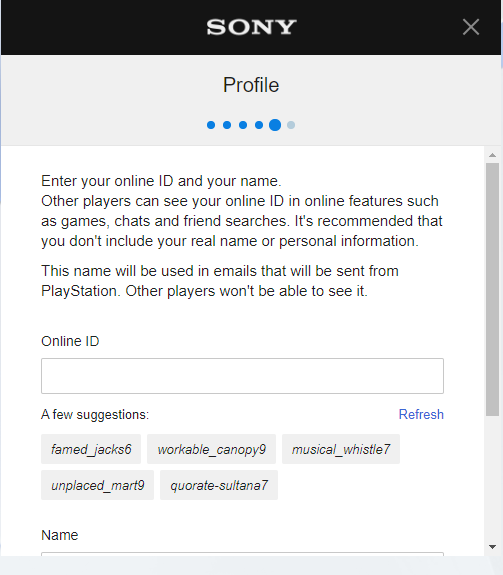 SONY
Profile
Enter your online ID and your name.
Other players can see your online ID in online features such
as games, chats and friend searches. It's recommended that
you don't include your real name or personal information.
This name will be used in emails that will be sent from
PlayStation. Other players won't be able to see it.
Online ID
A few suggestions: Refresh
famed_jacks6 workable_canopy9 musical_whistle7
unplaced_mart9 quorate-sultana7
Name